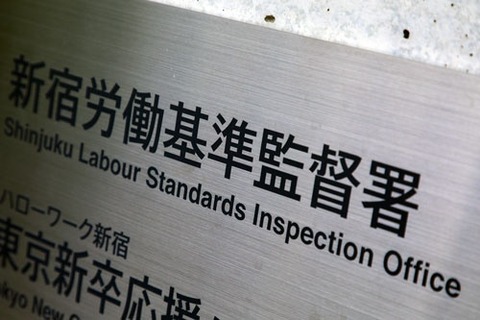 新宿労働基準監督署
Shinjuku Labour Standards Inspection Office
ハローワーク新宿
東京新卒応援
New